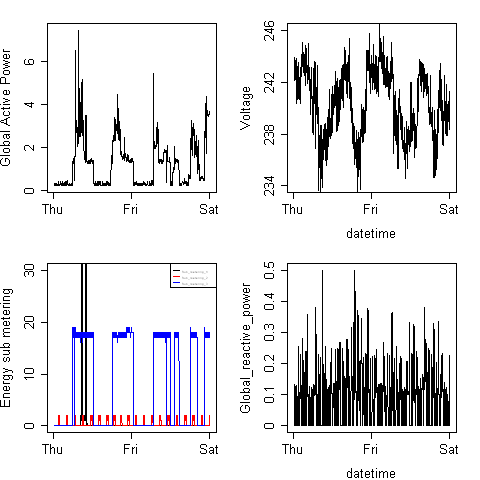 Global Active Power
0 2 4 6
Thu Fri Sat
Voltage
234 238 242 246
Thu Fri Sat
datetime
Energy sub metering
0 10 20 30
Thu Fri Sat
Global_reactive_power
0.0 0.1 0.2 0.3 0.4 0.5
Thu Fri Sat
datetime